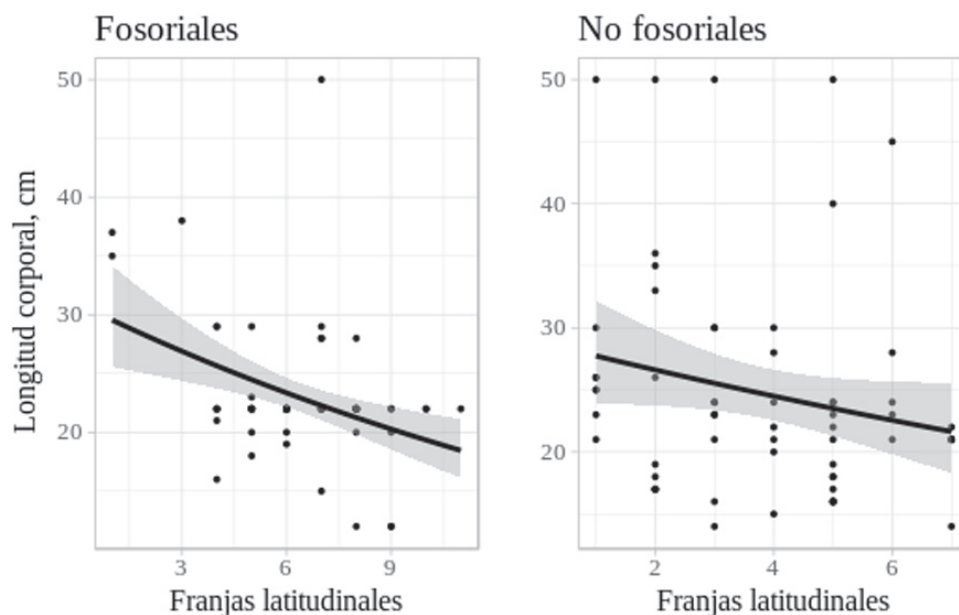 Fosoriales
No fosoriales
Longitud corporal, cm
50
40
30
20
50
40
30
20
3 6 9
2 4 6
Franjas latitudinales
Franjas latitudinales